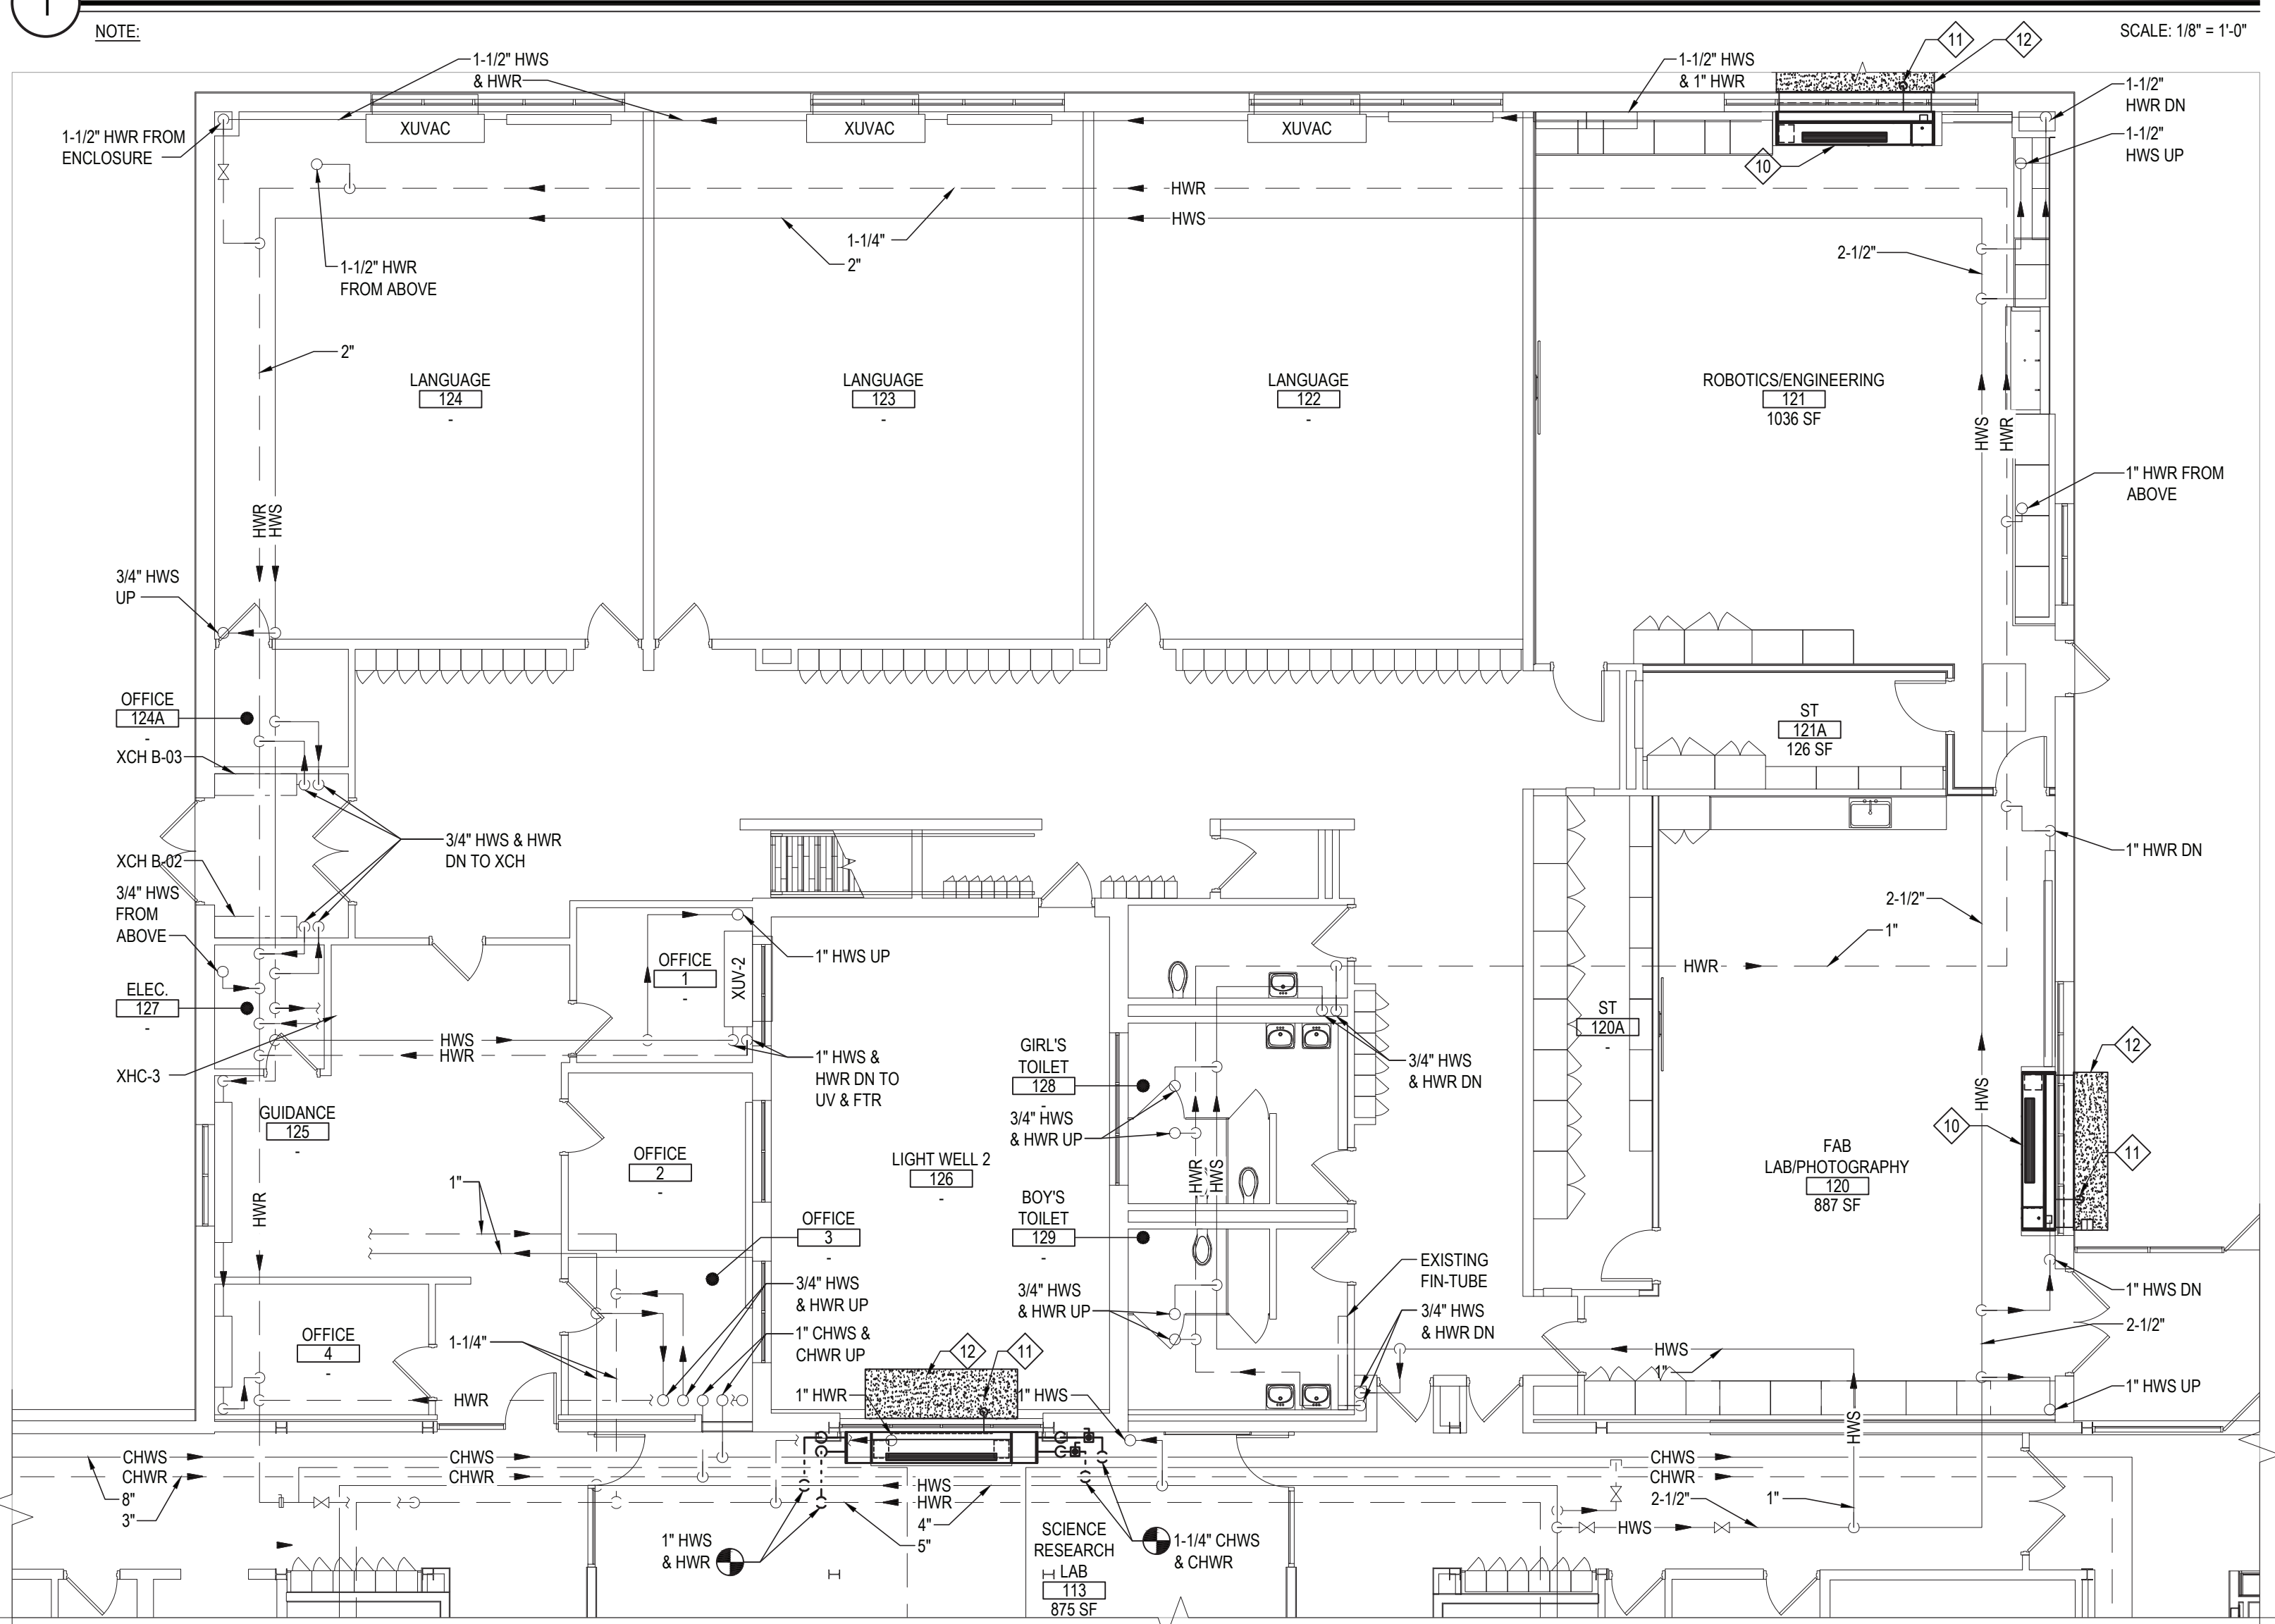 1
NOTE:
SCALE: 1/8" = 1'-0"
11
12
1-1/2" HWS
& HWR
1-1/2" HWS
& 1" HWR
1-1/2"
HWR DN
1-1/2" HWR FROM
ENCLOSURE
XUVAC
XUVAC
XUVAC
10
1-1/2"
HWS UP
HWR
HWS
1-1/4"
2"
2-1/2"
1-1/2" HWR
FROM ABOVE
2"
LANGUAGE
124
-
LANGUAGE
123
-
LANGUAGE
122
-
ROBOTICS/ENGINEERING
121
1036 SF
HWS
HWR
1" HWR FROM
ABOVE
HWR
HWS
3/4" HWS
UP
OFFICE
124A
-
XCH B-03
ST
121A
126 SF
3/4" HWS & HWR
DN TO XCH
1" HWR DN
XCH B-02
3/4" HWS
FROM
ABOVE
2-1/2"
1"
HWR
OFFICE
1
-
XUV-2
1" HWS UP
ELEC.
127
-
HWS
HWR
XHC-3
1" HWS &
HWR DN TO
UV & FTR
ST
120A
-
GIRL'S
TOILET
128
-
3/4" HWS
& HWR DN
12
HWS
GUIDANCE
125
-
3/4" HWS
& HWR UP
10
11
OFFICE
2
-
LIGHT WELL 2
126
-
HWR
HWS
FAB
LAB/PHOTOGRAPHY
120
887 SF
1"
HWR
OFFICE
3
-
BOY'S
TOILET
129
-
EXISTING
FIN-TUBE
3/4" HWS
& HWR UP
3/4" HWS
& HWR UP
3/4" HWS
& HWR DN
1" HWS DN
2-1/2"
1" CHWS &
CHWR UP
OFFICE
4
-
1-1/4"
12
11
HWS
1"
HWR
1" HWR
1" HWS
1" HWS UP
HWS
CHWS
CHWR
CHWS
CHWR
CHWS
CHWR
8"
3"
HWS
HWR
4"
5"
2-1/2"
1"
HWS
1" HWS
& HWR
SCIENCE
RESEARCH
LAB
113
875 SF
1-1/4" CHWS
& CHWR